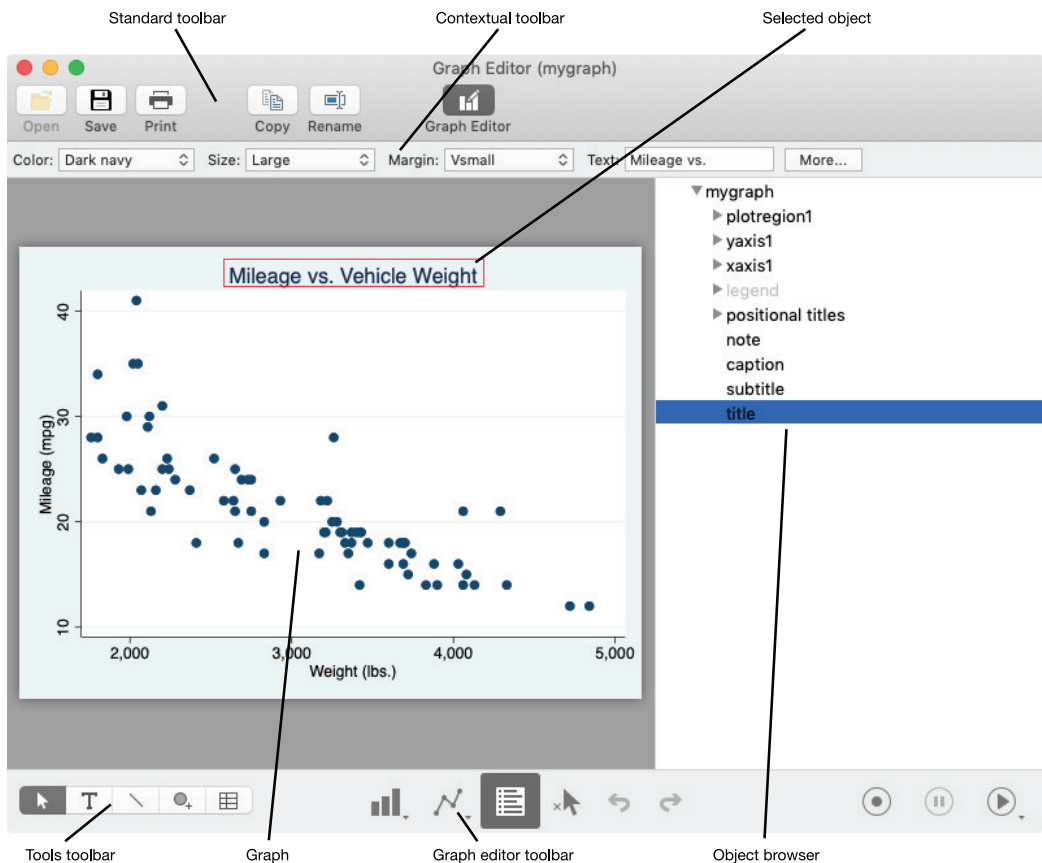 Standard toolbar Contextual toolbar Selected object
Graph Editor (mygraph)
Open Save Print Copy Rename Graph Editor
Color: Dark navy Size: Large Margin: Vsmall Text: Mileage vs. More...
mygraph
plotregion1
yaxis1
xaxis1
legend
positional titles
note
caption
subtitle
title
Mileage vs. Vehicle Weight
Mileage (mpg)
40
30
20
10
2,000 3,000 4,000 5,000
Weight (lbs.)
T
Tools toolbar Graph Graph editor toolbar Object browser